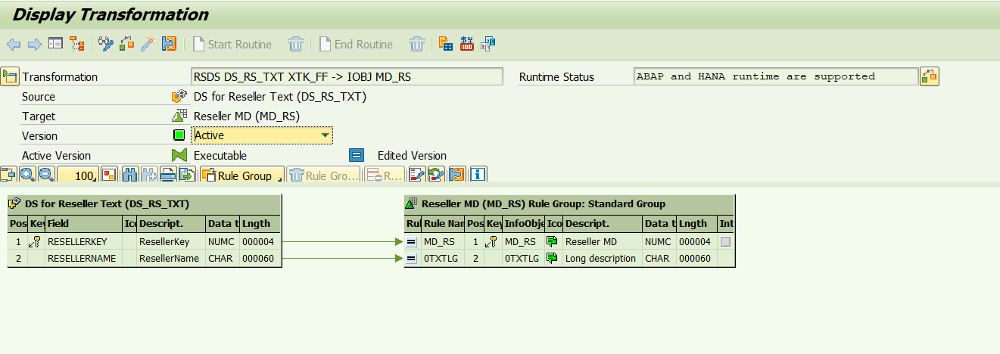 Display Transformation
Start Routine End Routine
Transformation RSDS DS_RS_TXT XTK_FF -> IOBJ MD_RS Runtime Status ABAP and HANA runtime are supported
Source DS for Reseller Text (DS_RS_TXT)
Target Reseller MD (MD_RS)
Version Active
Active Version Executable Edited Version
100 Rule Group Rule Gro... R...
DS for Reseller Text (DS_RS_TXT) Reseller MD (MD_RS) Rule Group: Standard Group
Pos Key Field Ico Descript. Data t Lngth Rul Rule Nam Pos Key InfoObje Ico Descript. Data t Lngth Int
1 RESELLERKEY ResellerKey NUMC 000004 MD_RS 1 MD_RS Reseller MD NUMC 000004
2 RESELLERNAME ResellerName CHAR 000060 0TXTLG 2 0TXTLG Long description CHAR 000060